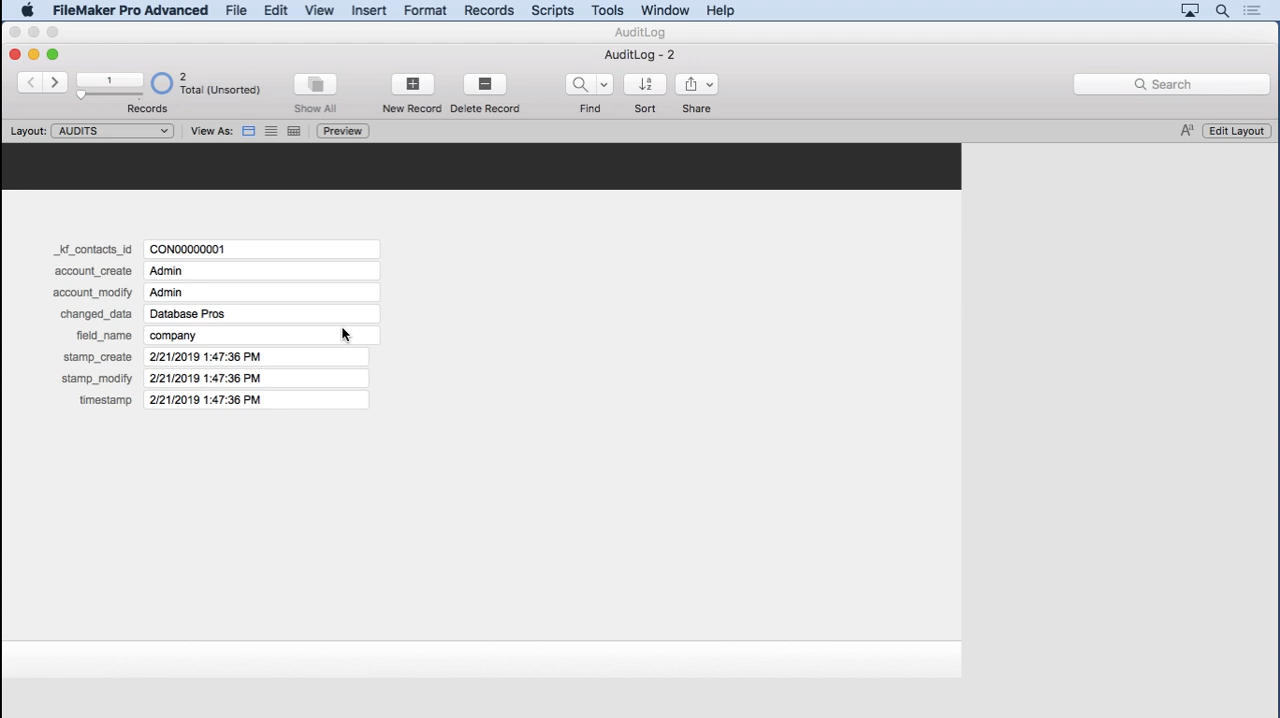 FileMaker Pro Advanced File Edit View Insert Format Records Scripts Tools Window Help
AuditLog
AuditLog - 2
1
2
Total (Unsorted)
Records
Show All
New Record
Delete Record
Find
Sort
Share
Search
Layout: AUDITS View As: Preview Aa Edit Layout
_kf_contacts_id CON00000001
account_create Admin
account_modify Admin
changed_data Database Pros
field_name company
stamp_create 2/21/2019 1:47:36 PM
stamp_modify 2/21/2019 1:47:36 PM
timestamp 2/21/2019 1:47:36 PM